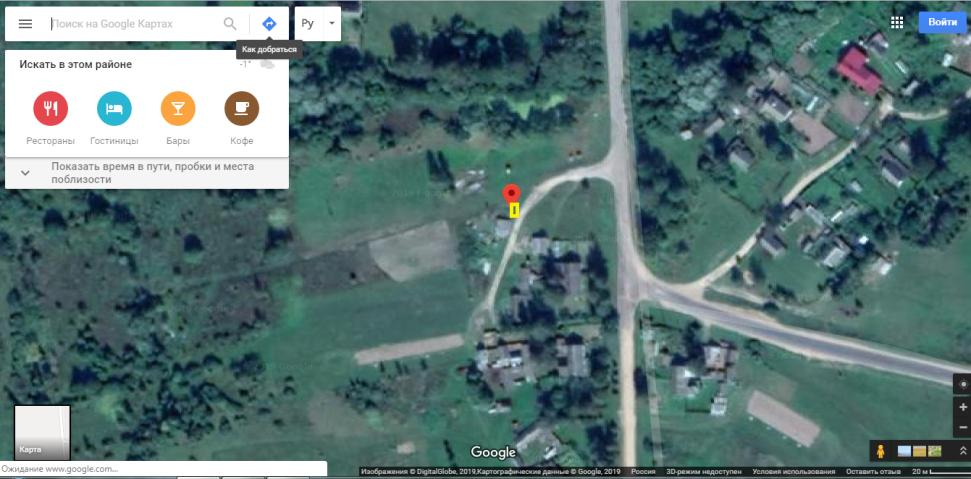 Поиск на Google Картах
Ру
Войти
Как добраться
Искать в этом районе
-1°
Рестораны
Гостиницы
Бары
Кофе
Показать время в пути, пробки и места
поблизости
Карта
Google
Ожидание www.google.com...
Изображения © DigitalGlobe, 2019,Картографические данные © Google, 2019 Россия 3D-режим недоступен Условия использования Оставить отзыв 20 м